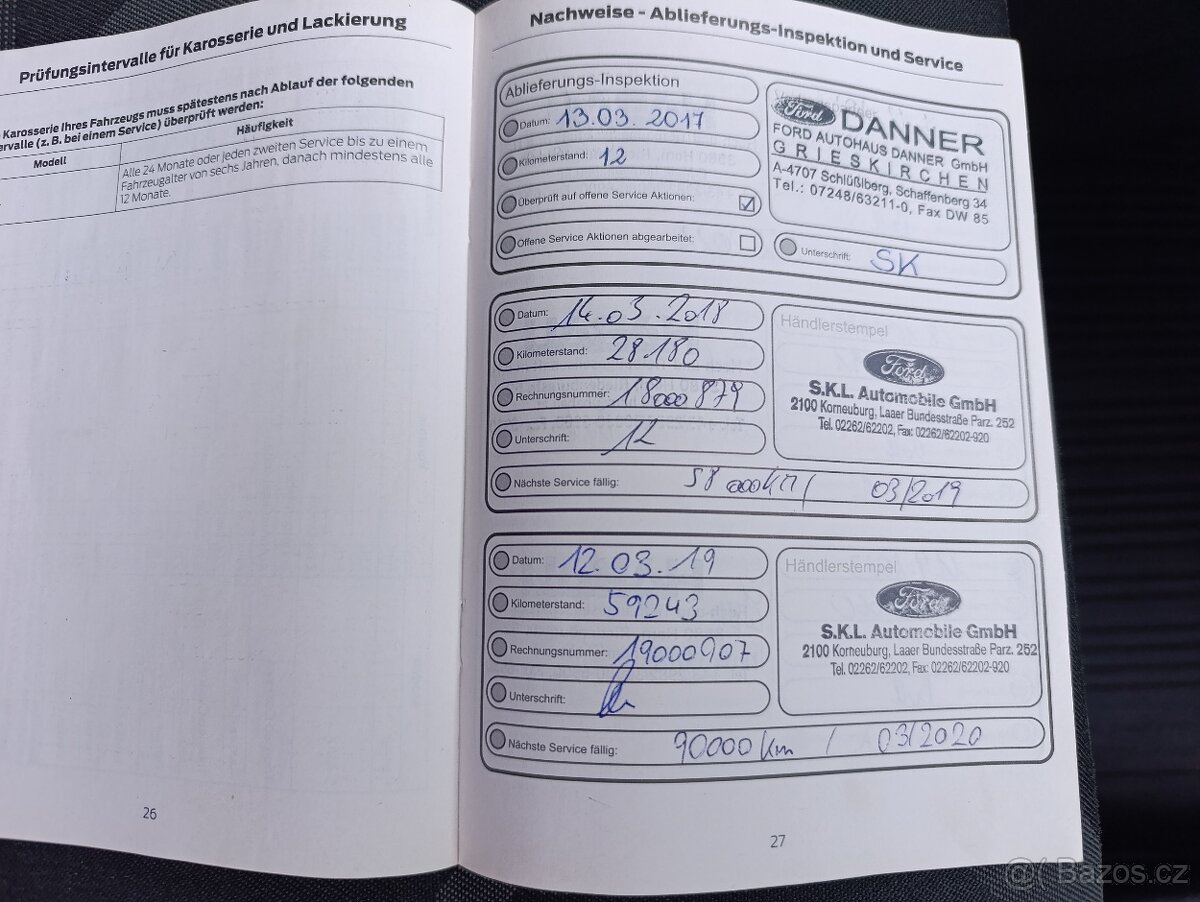 Prüfungsintervalle für Karosserie und Lackierung
Karosserie Ihres Fahrzeugs muss spätestens nach Ablauf der folgenden
ervalle (z. B. bei einem Service) überprüft werden:
Modell
Häufigkeit
Alle 24 Monate oder jeden zweiten Service bis zu einem
Fahrzeugalter von sechs Jahren, danach mindestens alle
12 Monate.
26
Nachweise - Ablieferungs-Inspektion und Service
Ablieferungs-Inspektion
Datum: 13.03. 2017
Kilometerstand: 12
Überprüft auf offene Service Aktionen:
Offene Service Aktionen abgearbeitet:
Ford DANNER
FORD AUTOHAUS DANNER GmbH
GRIESKIRCHEN
A-4707 Schlüßlberg, Schaffenberg 34
Tel.: 07248/63211-0, Fax DW 85
Unterschrift: SK
Datum: 14.03.2018
Kilometerstand: 28.180
Rechnungsnummer: 18000879
Unterschrift:
Nächste Service fällig: 58 000KM / 03/2019
Händlerstempel
Ford
S.K.L. Automobile GmbH
2100 Korneuburg, Laaer Bundesstraße Parz. 252
Tel. 02262/62202, Fax: 02262/62202-920
Datum: 12.03.19
Kilometerstand: 59243
Rechnungsnummer: 19000907
Unterschrift:
Nächste Service fällig: 90000 km / 03/2020
Händlerstempel
Ford
S.K.L. Automobile GmbH
2100 Korneuburg, Laaer Bundesstraße Parz. 252
Tel. 02262/62202, Fax: 02262/62202-920
27
Bazos.cz